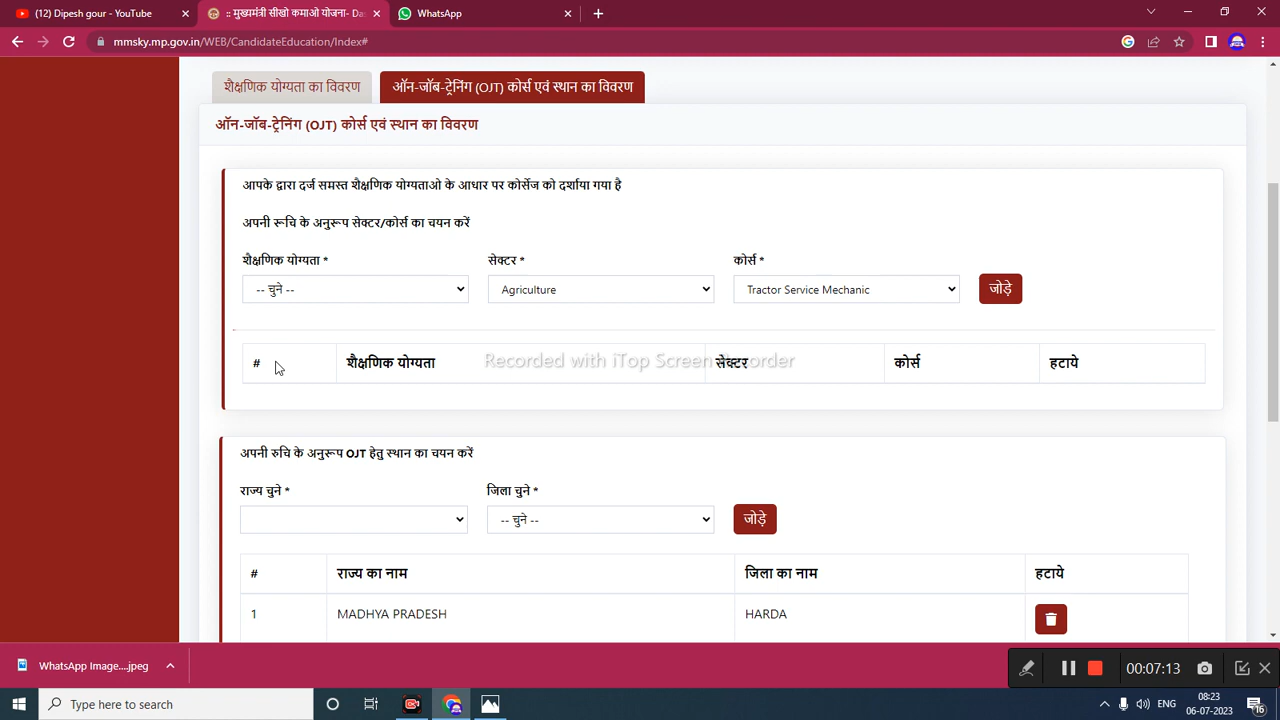 (12) Dipesh gour - YouTube
:: मुख्यमंत्री सीखो कमाओ योजना- Da
WhatsApp
mmsky.mp.gov.in/WEB/CandidateEducation/Index#
शैक्षणिक योग्यता का विवरण
ऑन-जॉब-ट्रेनिंग (OJT) कोर्स एवं स्थान का विवरण
ऑन-जॉब-ट्रेनिंग (OJT) कोर्स एवं स्थान का विवरण
आपके द्वारा दर्ज समस्त शैक्षणिक योग्यताओ के आधार पर कोर्सेज को दर्शाया गया है
अपनी रूचि के अनुरूप सेक्टर/कोर्स का चयन करें
शैक्षणिक योग्यता * सेक्टर * कोर्स *
-- चुने -- Agriculture Tractor Service Mechanic जोड़े
# शैक्षणिक योग्यता सेक्टर कोर्स हटाये
Recorded with iTop Screen Recorder
अपनी रुचि के अनुरूप OJT हेतु स्थान का चयन करें
राज्य चुने * जिला चुने *
-- चुने -- जोड़े
# राज्य का नाम जिला का नाम हटाये
1 MADHYA PRADESH HARDA
WhatsApp Image....jpeg
00:07:13
Type here to search
ENG
08:23
06-07-2023
16